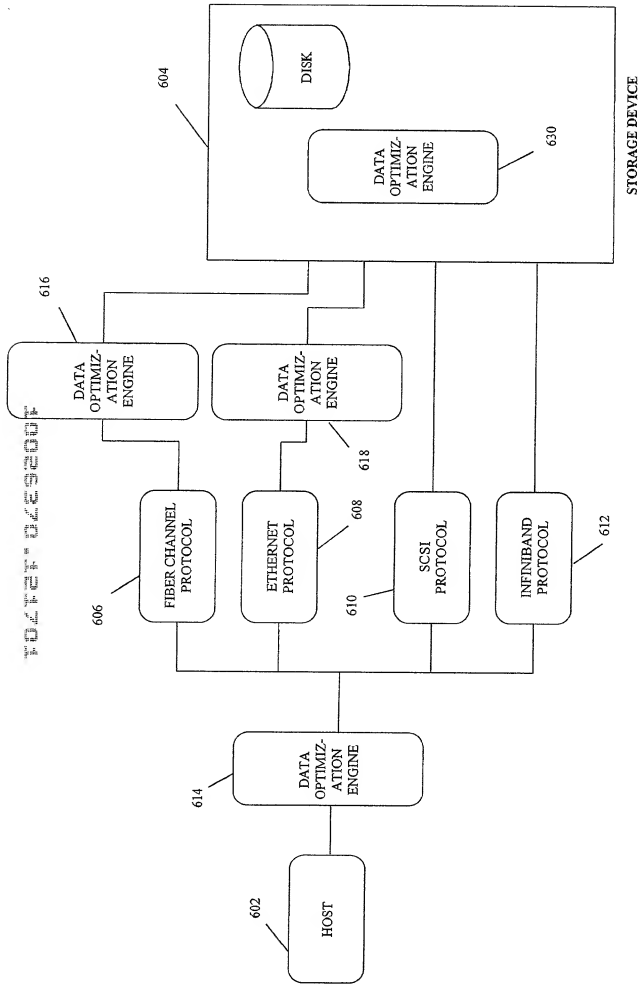 604
DISK
DATA
OPTIMIZ-
ATION
ENGINE
630
STORAGE DEVICE
616
DATA
OPTIMIZ-
ATION
ENGINE
DATA
OPTIMIZ-
ATION
ENGINE
618
FIBER CHANNEL
PROTOCOL
606
ETHERNET
PROTOCOL
608
SCSI
PROTOCOL
610
INFINIBAND
PROTOCOL
612
DATA
OPTIMIZ-
ATION
ENGINE
614
HOST
602